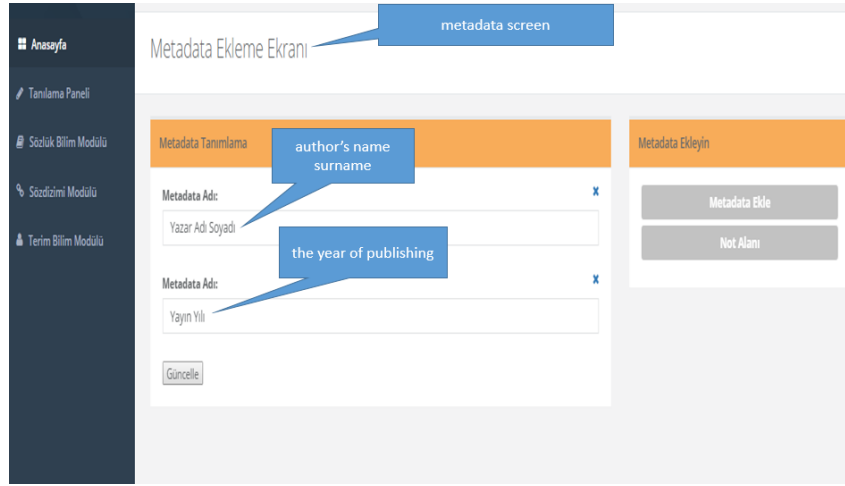 Anasayfa
Tanılama Paneli
Sözlük Bilim Modülü
Sözdizimi Modülü
Terim Bilim Modülü
metadata screen
Metadata Ekleme Ekranı
Metadata Tanımlama
author's name
surname
Metadata Adı:
x
Yazar Adı Soyadı
the year of publishing
Metadata Adı:
x
Yayın Yılı
Güncelle
Metadata Ekleyin
Metadata Ekle
Not Alanı